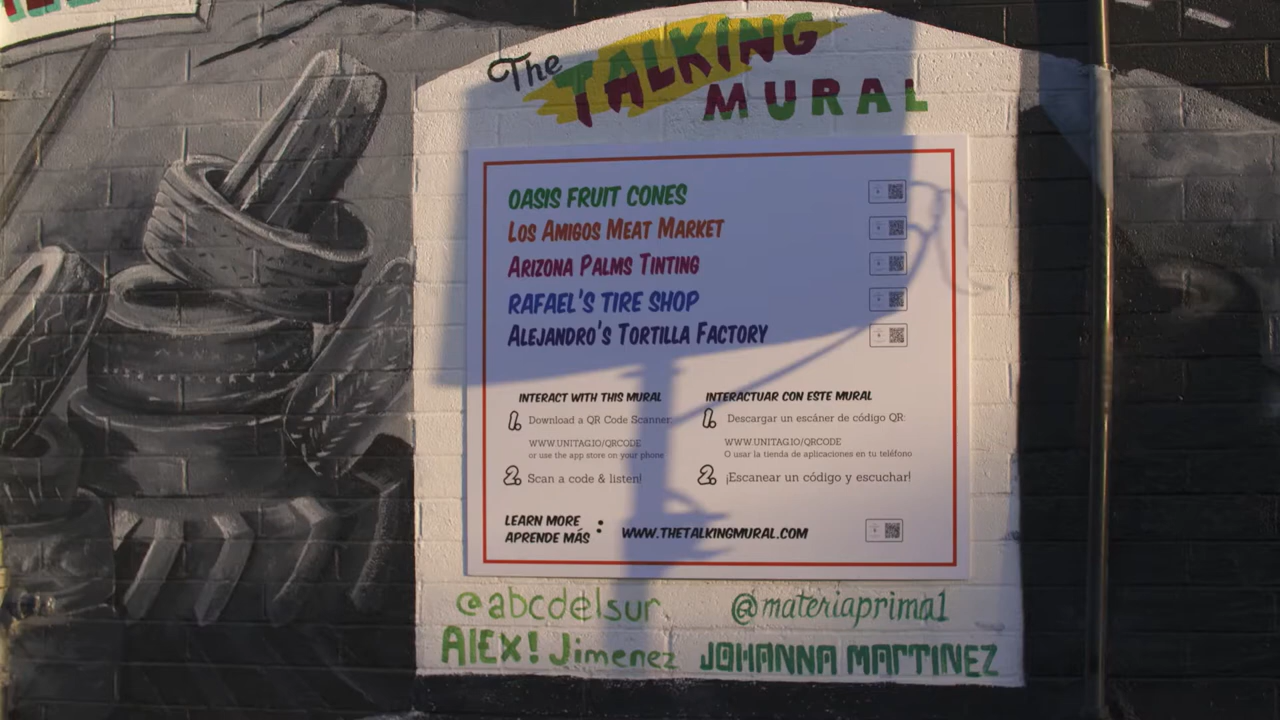 The TALKING
MURAL
OASIS FRUIT CONES
LOS AMIGOS MEAT MARKET
ARIZONA PALMS TINTING
RAFAEL'S TIRE SHOP
ALEJANDRO'S TORTILLA FACTORY
INTERACT WITH THIS MURAL
1 Download a QR Code Scanner:
WWW.UNITAG.IO/QRCODE
or use the app store on your phone
2 Scan a code & listen!
INTERACTUAR CON ESTE MURAL
1 Descargar un escáner de código QR:
WWW.UNITAG.IO/QRCODE
O usar la tienda de aplicaciones en tu teléfono
2 ¡Escanear un código y escuchar!
LEARN MORE
APRENDE MÁS : WWW.THETALKINGMURAL.COM
@abcdelsur @materiaprima1
ALEX! Jimenez JOHANNA MARTINEZ